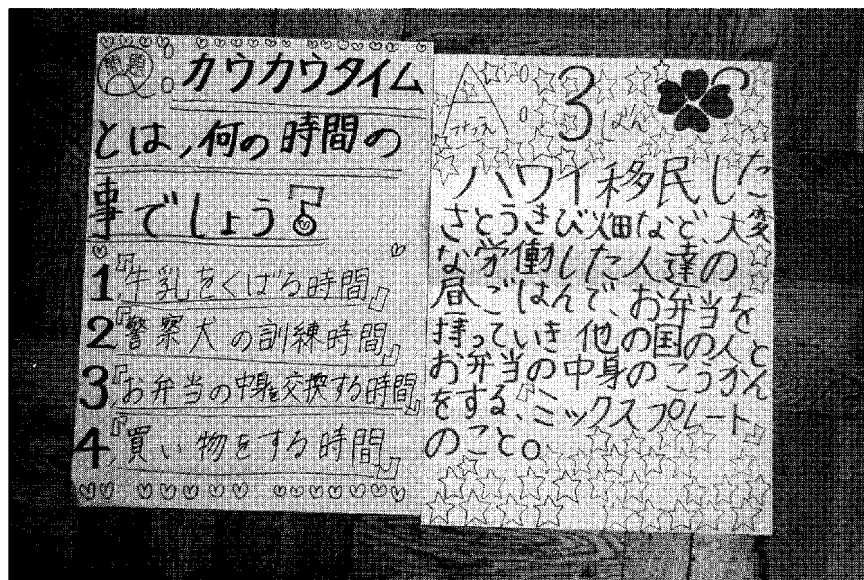 問題 カウカウタイム
とは、何の時間の
事でしょう?
1『牛乳をくばる時間』
2『警察犬の訓練時間』
3『お弁当の中身を交換する時間』
4『買い物をする時間』
A 3ばん
ハワイ移民した
さとうきび畑など、大変
な労働した人達の
昼ごはんで、お弁当を
持っていき他の国の人と
お弁当の中身のこうかん
をする、『ミックスプレート』
のこと。